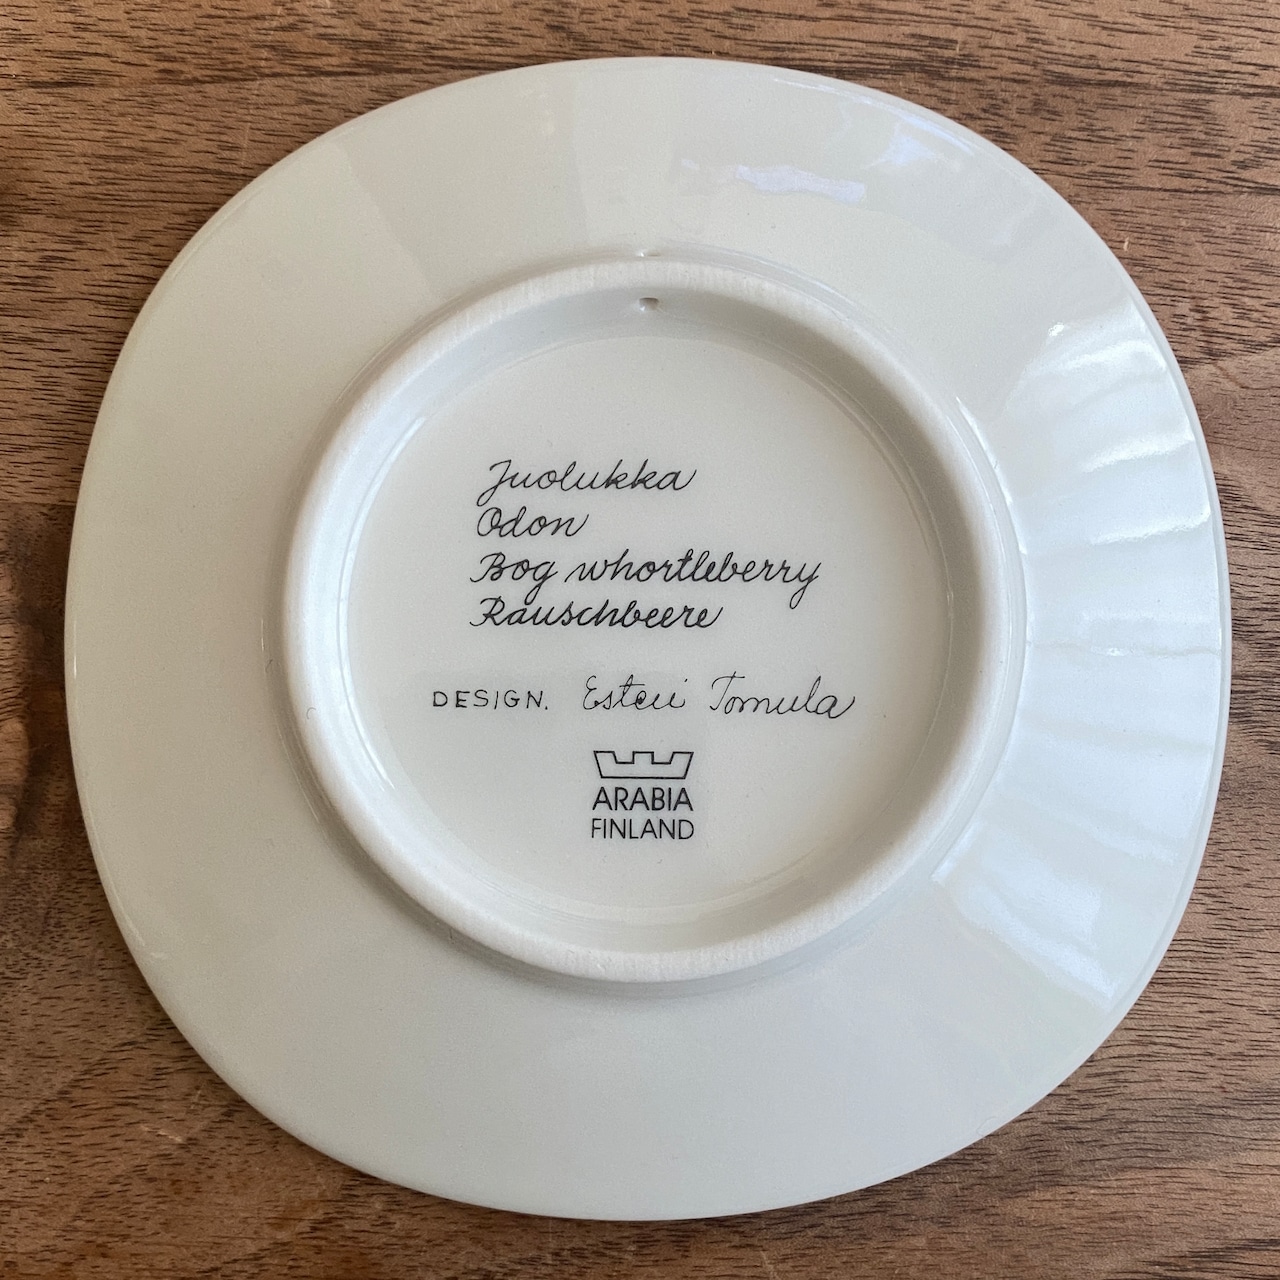 Juolukka
Odon
Bog whortleberry
Rauschbeere
DESIGN. Esteri Tomula
ARABIA
FINLAND